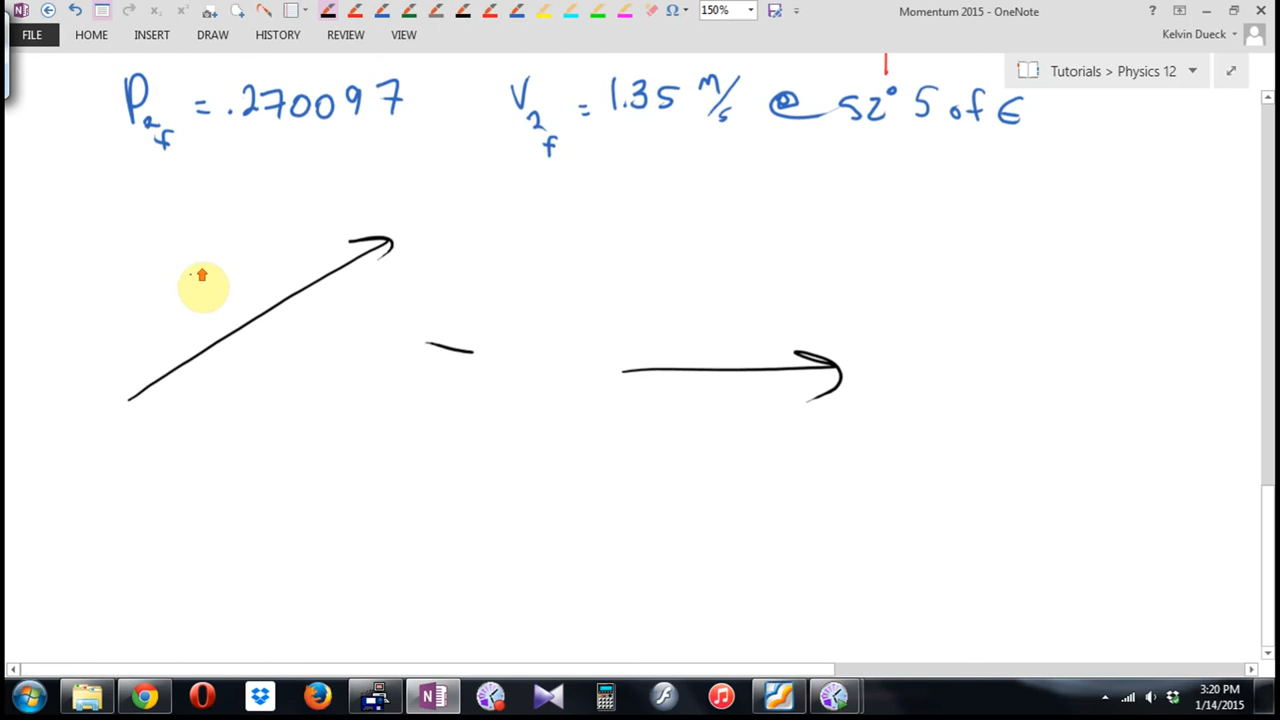 150%
Momentum 2015 - OneNote
FILE HOME INSERT DRAW HISTORY REVIEW VIEW
Kelvin Dueck
Tutorials > Physics 12
P2f = .270097 V2f = 1.35 m/s @ 52° S of E
3:20 PM
1/14/2015